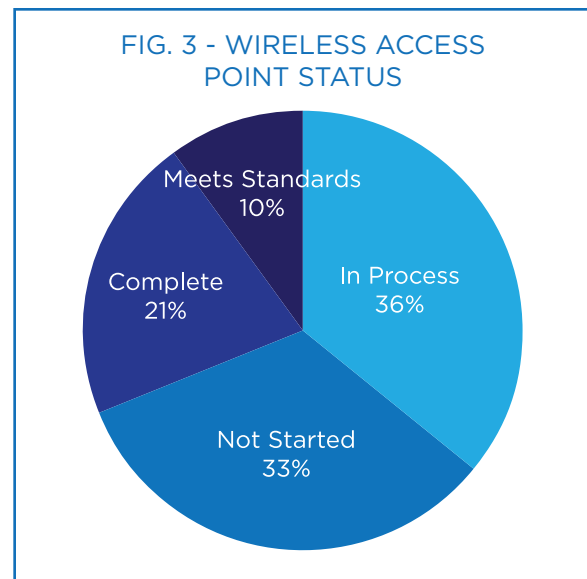 FIG. 3 - WIRELESS ACCESS
POINT STATUS
Meets Standards
10%
In Process
36%
Complete
21%
Not Started
33%